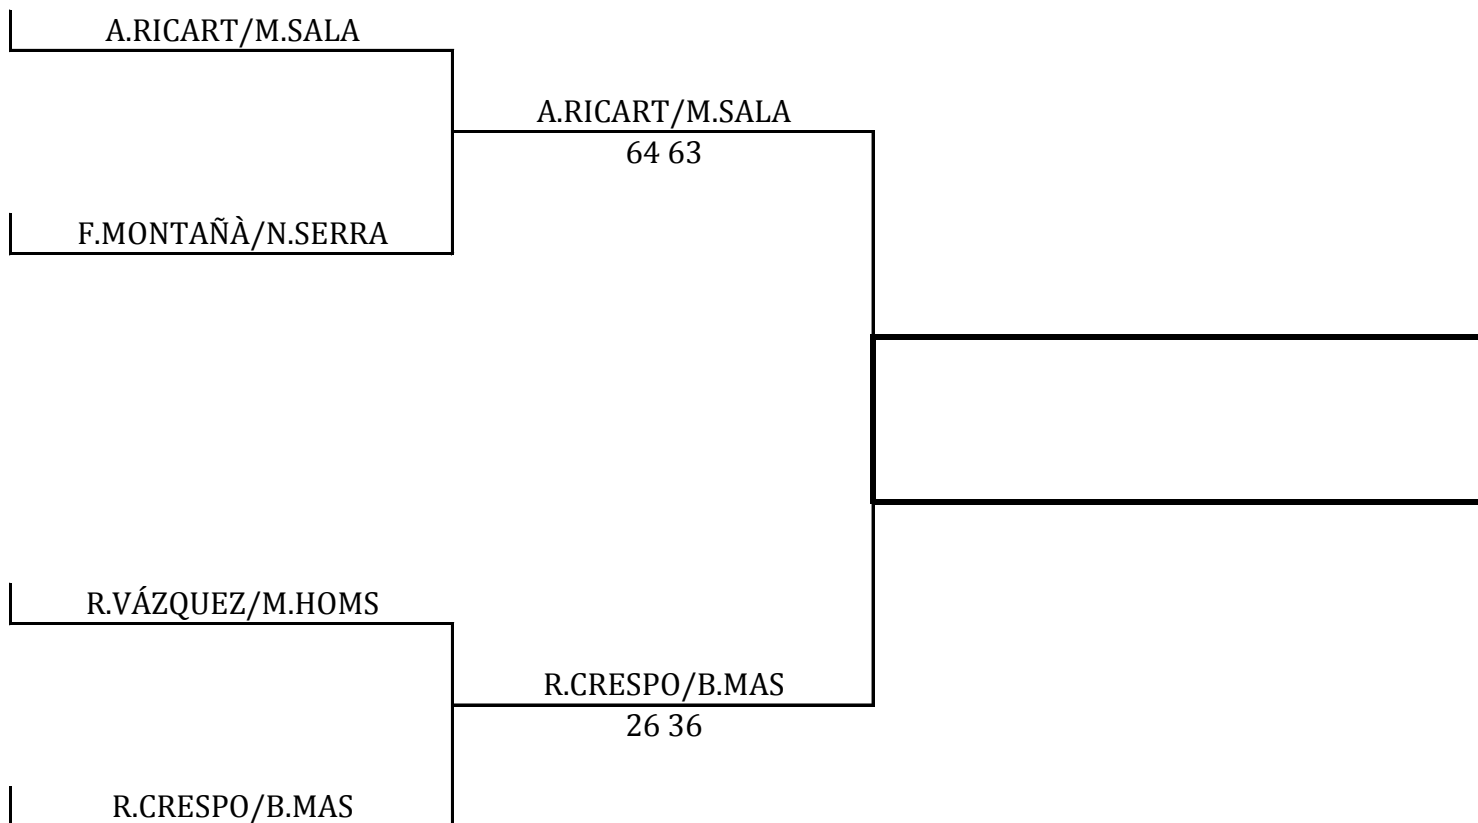 A.RICART/M.SALA
A.RICART/M.SALA
64 63
F.MONTAÑÀ/N.SERRA
R.VÁZQUEZ/M.HOMS
R.CRESPO/B.MAS
26 36
R.CRESPO/B.MAS